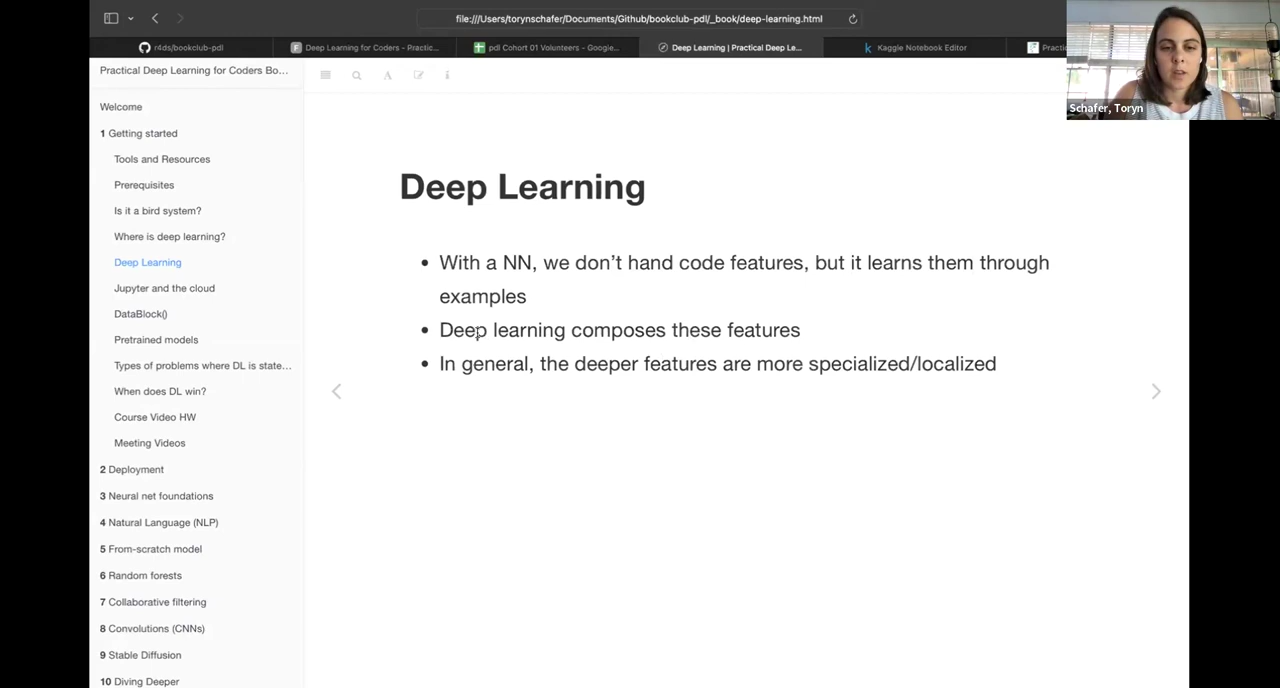 file:///Users/torynschafer/Documents/Github/bookclub-pdl/_book/deep-learning.html
r4ds/bookclub-pdl
Deep Learning for Coders - Practic...
pdl Cohort 01 Volunteers - Google...
Deep Learning | Practical Deep Le...
Kaggle Notebook Editor
Practic
Schafer, Toryn
Practical Deep Learning for Coders Bo...
Welcome
1 Getting started
Tools and Resources
Prerequisites
Is it a bird system?
Where is deep learning?
Deep Learning
Jupyter and the cloud
DataBlock()
Pretrained models
Types of problems where DL is state...
When does DL win?
Course Video HW
Meeting Videos
2 Deployment
3 Neural net foundations
4 Natural Language (NLP)
5 From-scratch model
6 Random forests
7 Collaborative filtering
8 Convolutions (CNNs)
9 Stable Diffusion
10 Diving Deeper
Deep Learning
• With a NN, we don't hand code features, but it learns them through
examples
• Deep learning composes these features
• In general, the deeper features are more specialized/localized